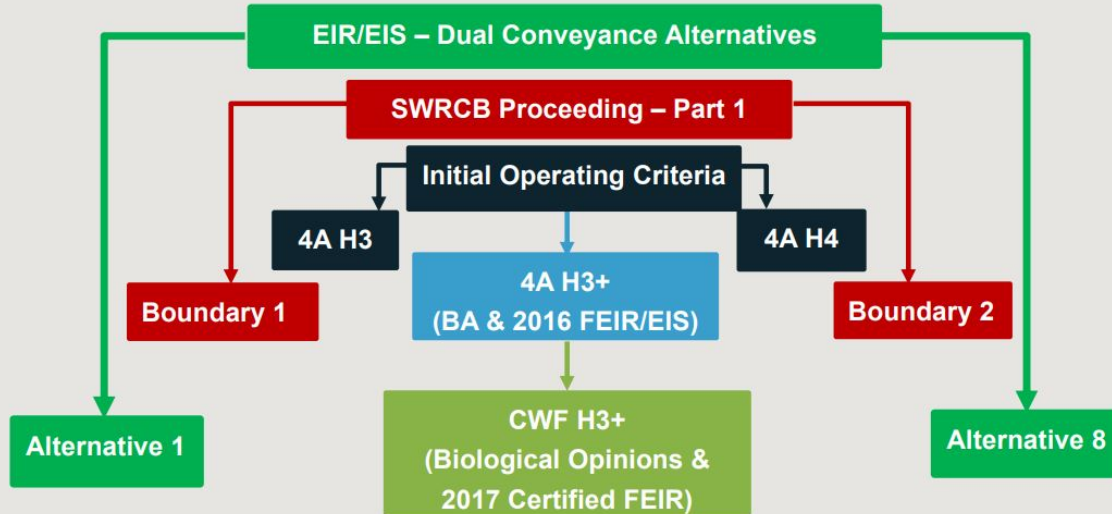 EIR/EIS – Dual Conveyance Alternatives
SWRCB Proceeding – Part 1
Initial Operating Criteria
4A H3
4A H4
4A H3+
(BA & 2016 FEIR/EIS)
Boundary 1
Boundary 2
CWF H3+
(Biological Opinions &
2017 Certified FEIR)
Alternative 1
Alternative 8